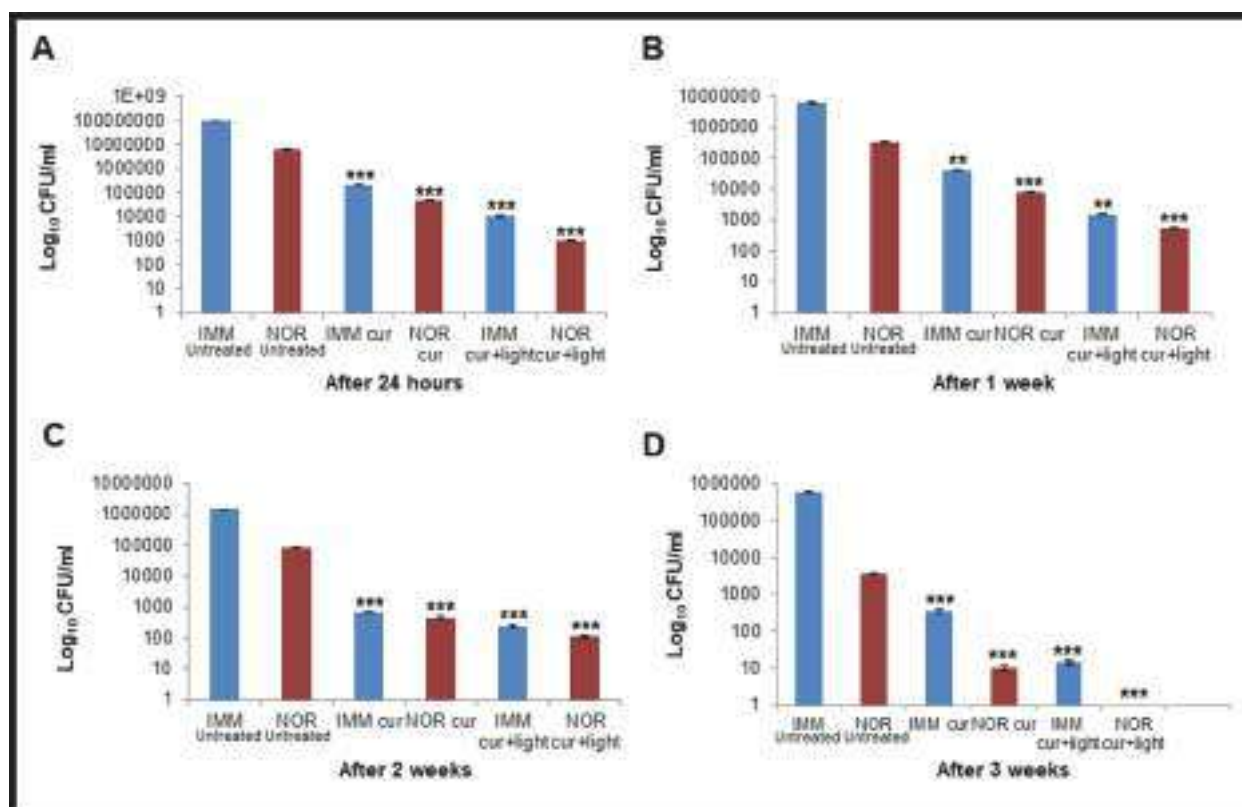 A
1E+09
100000000
10000000
1000000
100000
10000
1000
100
10
1
Log10 CFU/ml
***
***
***
***
IMM Untreated
NOR Untreated
IMM cur
NOR cur
IMM cur+light
NOR cur+light
After 24 hours
B
10000000
1000000
100000
10000
1000
100
10
1
Log10 CFU/ml
**
***
**
***
IMM Untreated
NOR Untreated
IMM cur
NOR cur
IMM cur+light
NOR cur+light
After 1 week
C
10000000
1000000
100000
10000
1000
100
10
1
Log10 CFU/ml
***
***
***
***
IMM Untreated
NOR Untreated
IMM cur
NOR cur
IMM cur+light
NOR cur+light
After 2 weeks
D
1000000
100000
10000
1000
100
10
1
Log10 CFU/ml
***
***
***
***
IMM Untreated
NOR Untreated
IMM cur
NOR cur
IMM cur+light
NOR cur+light
After 3 weeks